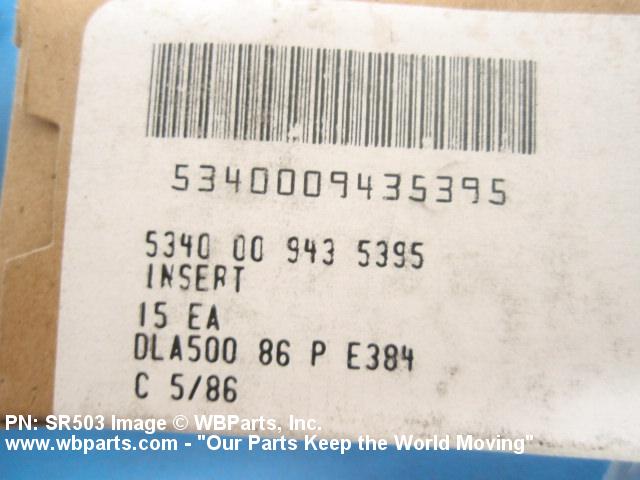 5340009435395
5340 00 943 5395
INSERT
15 EA
DLA500 86 P E384
C 5/86
PN: SR503 Image © WBParts, Inc.
www.wbparts.com - "Our Parts Keep the World Moving"